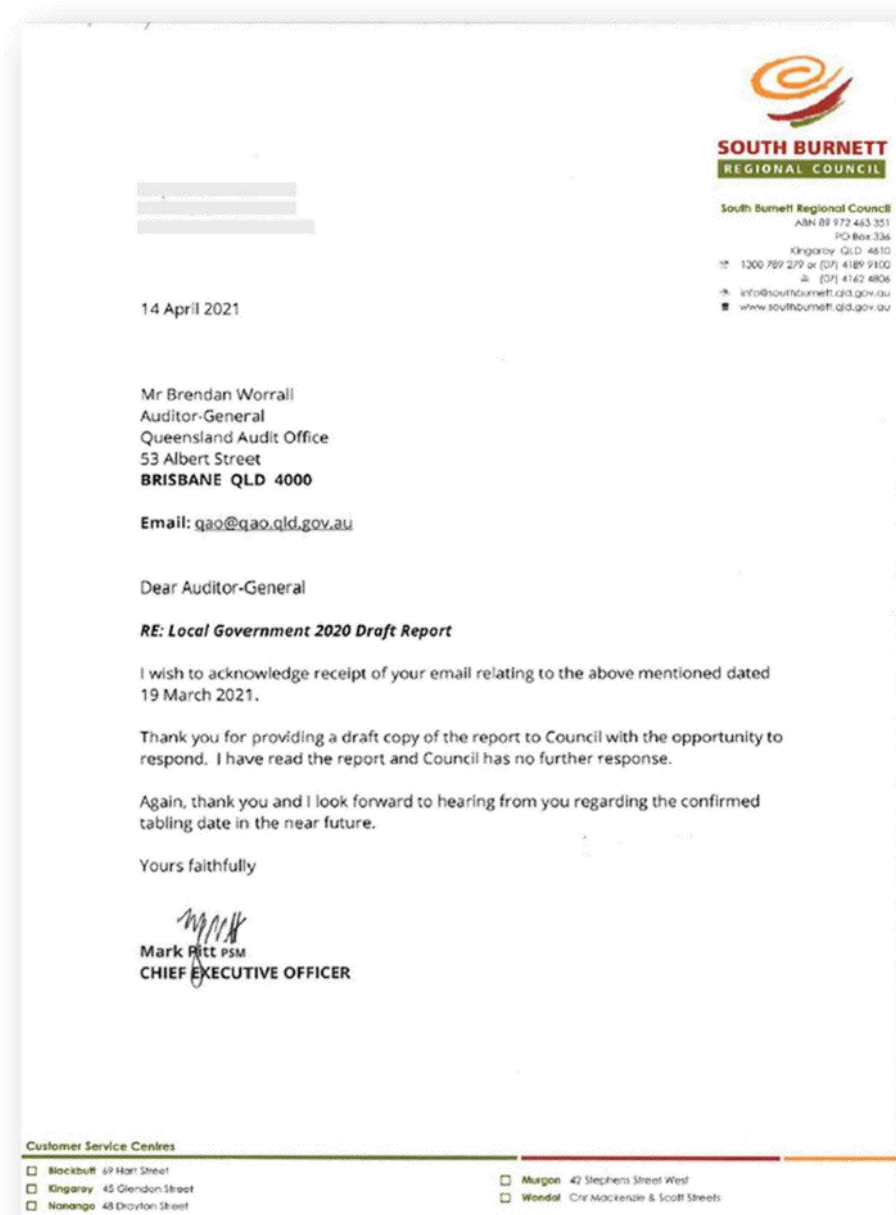 SOUTH BURNETT
REGIONAL COUNCIL
South Burnett Regional Council
ABN 89 972 463 351
PO Box 336
Kingaroy QLD 4610
1300 789 279 or (07) 4189 9100
(07) 4162 4806
info@southburnett.qld.gov.au
www.southburnett.qld.gov.au
14 April 2021
Mr Brendan Worrall
Auditor-General
Queensland Audit Office
53 Albert Street
BRISBANE QLD 4000
Email: qao@qao.qld.gov.au
Dear Auditor-General
RE: Local Government 2020 Draft Report
I wish to acknowledge receipt of your email relating to the above mentioned dated
19 March 2021.
Thank you for providing a draft copy of the report to Council with the opportunity to
respond. I have read the report and Council has no further response.
Again, thank you and I look forward to hearing from you regarding the confirmed
tabling date in the near future.
Yours faithfully
Mark Pitt PSM
CHIEF EXECUTIVE OFFICER
Customer Service Centres
Blackbutt 69 Hart Street
Kingaroy 45 Glendon Street
Nanango 48 Drayton Street
Murgon 42 Stephens Street West
Wondai Cnr Mackenzie & Scott Streets